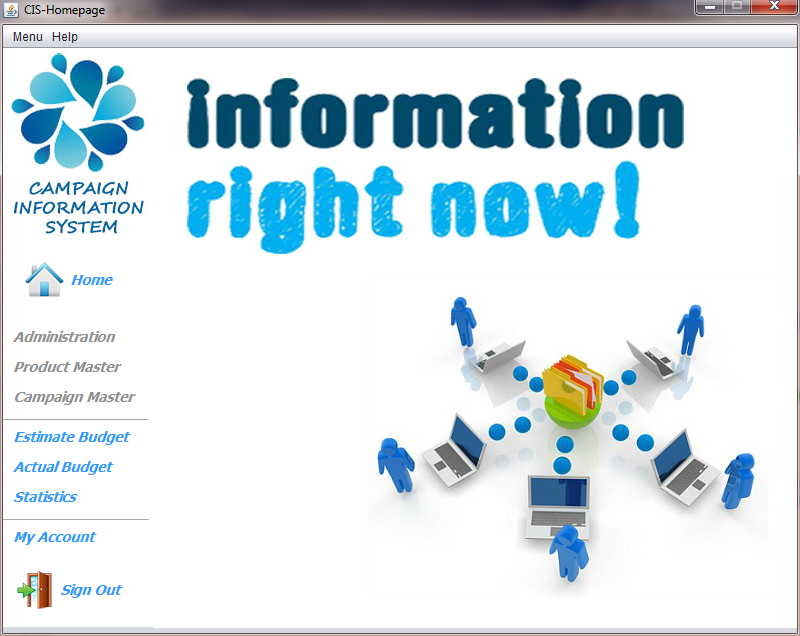 CIS-Homepage
Menu Help
CAMPAIGN
INFORMATION
SYSTEM
information
right now!
Home
Administration
Product Master
Campaign Master
Estimate Budget
Actual Budget
Statistics
My Account
Sign Out